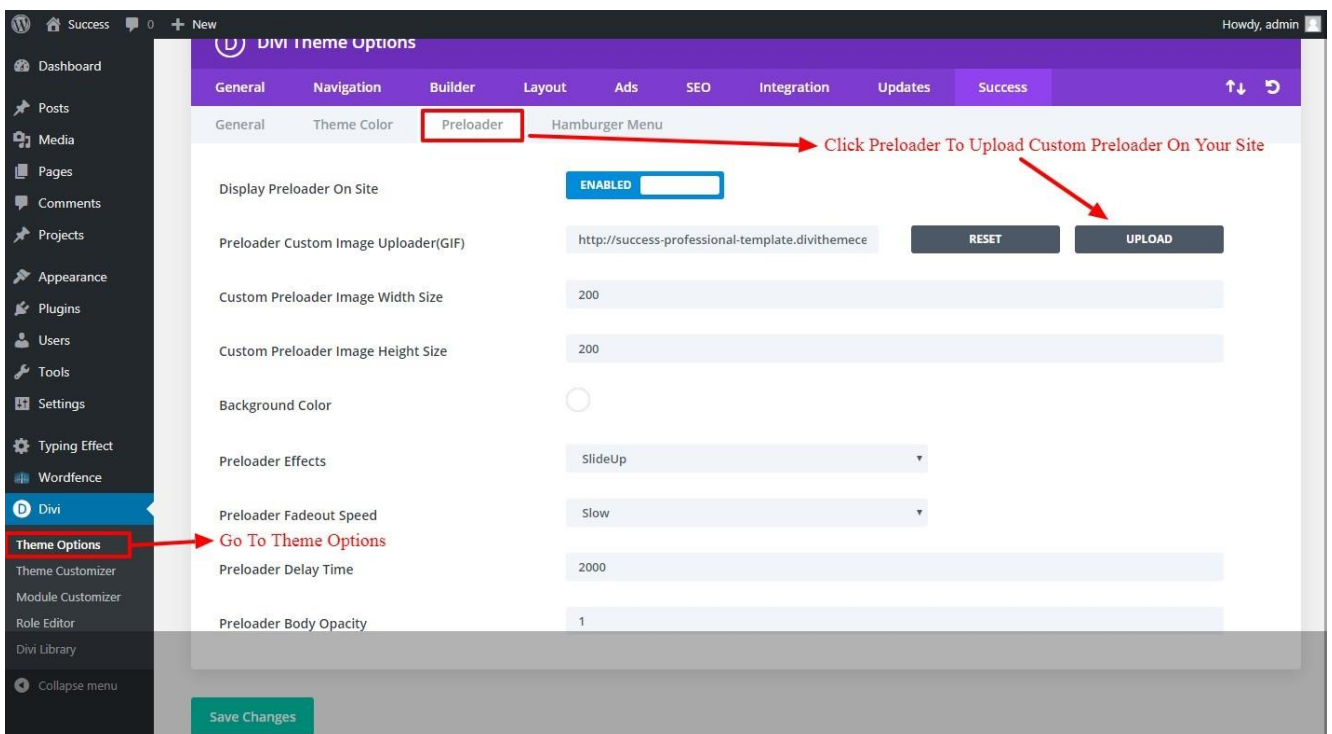 Success 0 New Howdy, admin
Dashboard
Posts
Media
Pages
Comments
Projects
Appearance
Plugins
Users
Tools
Settings
Typing Effect
Wordfence
Divi
Theme Options
Theme Customizer
Module Customizer
Role Editor
Divi Library
Collapse menu
D Divi Theme Options
General Navigation Builder Layout Ads SEO Integration Updates Success
General Theme Color Preloader Hamburger Menu
Click Preloader To Upload Custom Preloader On Your Site
Display Preloader On Site ENABLED
Preloader Custom Image Uploader(GIF) http://success-professional-template.divithemece RESET UPLOAD
Custom Preloader Image Width Size 200
Custom Preloader Image Height Size 200
Background Color
Preloader Effects SlideUp
Preloader Fadeout Speed Slow
Go To Theme Options
Preloader Delay Time 2000
Preloader Body Opacity 1
Save Changes